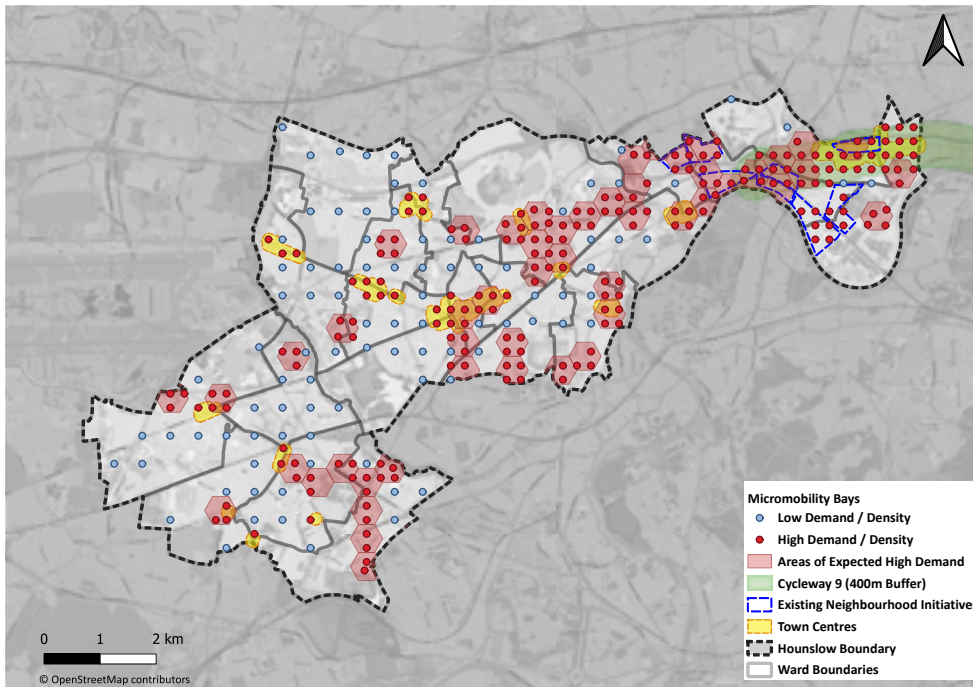 Micromobility Bays
Low Demand / Density
High Demand / Density
Areas of Expected High Demand
Cycleway 9 (400m Buffer)
Existing Neighbourhood Initiative
Town Centres
Hounslow Boundary
Ward Boundaries
0 1 2 km
© OpenStreetMap contributors